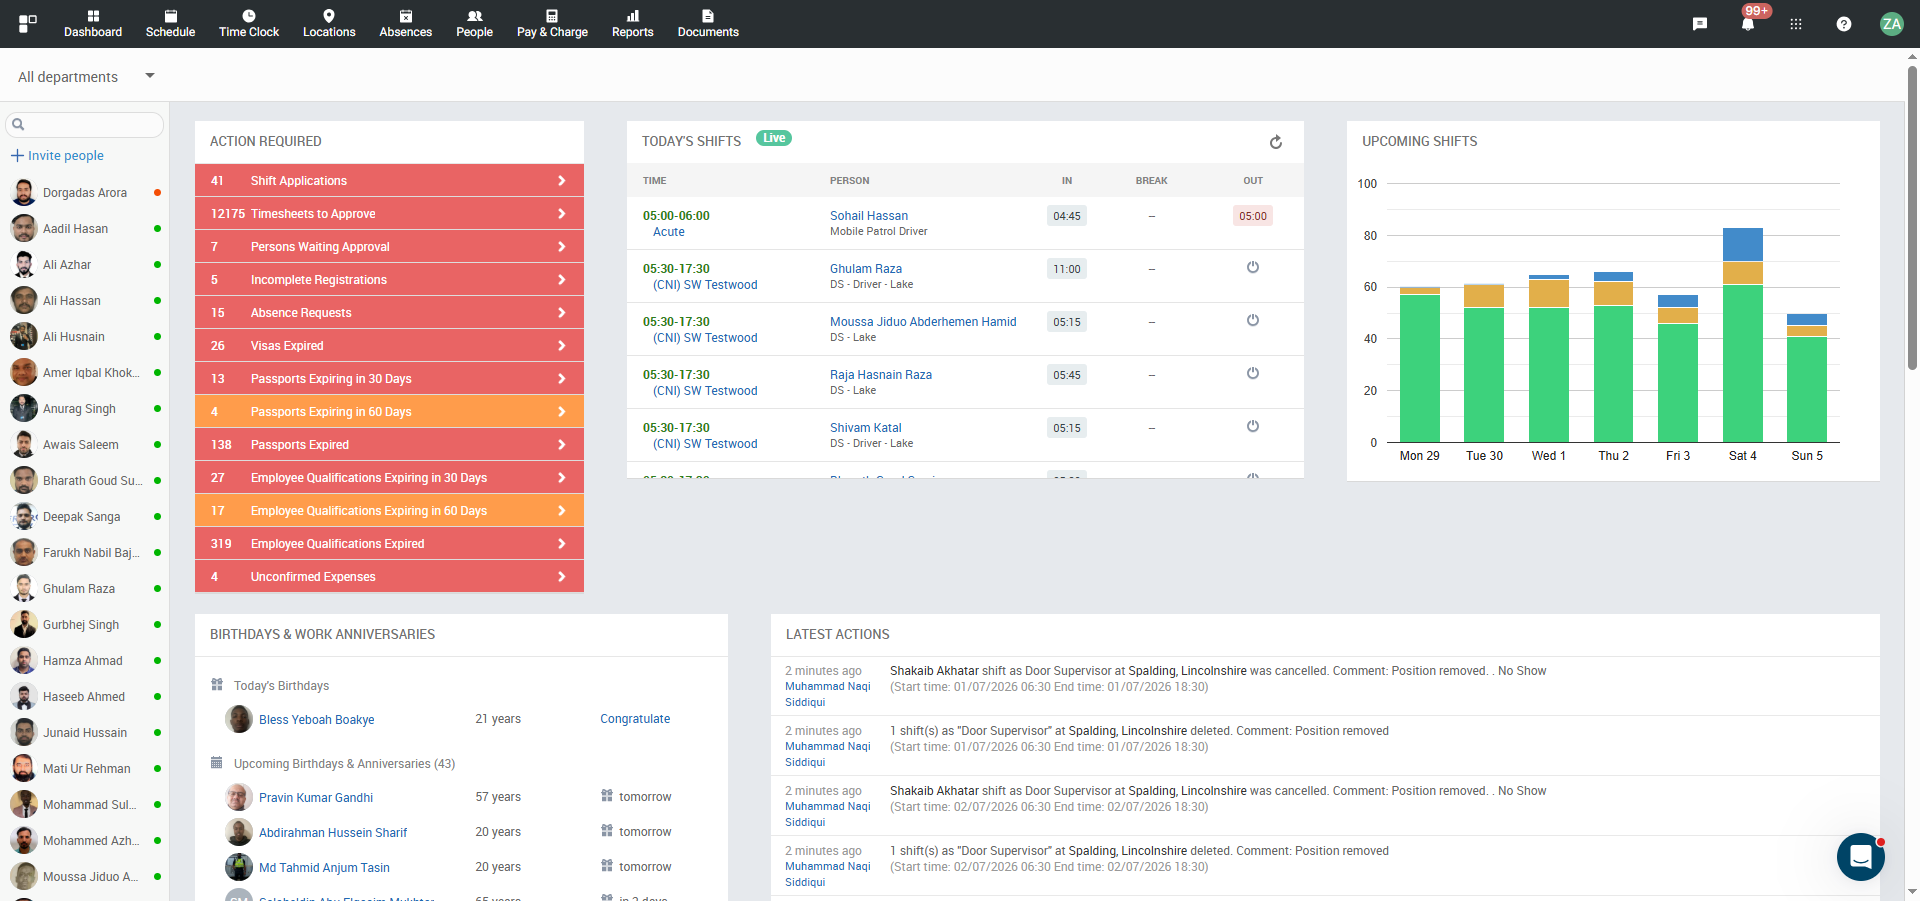 Dashboard
Schedule
Time Clock
Locations
Absences
People
Pay & Charge
Reports
Documents
99+
ZA
All departments
Invite people
Dorgadas Arora
Aadil Hasan
Ali Azhar
Ali Hassan
Ali Husnain
Amer Iqbal Khok...
Anurag Singh
Awais Saleem
Bharath Goud Su...
Deepak Sanga
Farukh Nabil Baj...
Ghulam Raza
Gurbhej Singh
Hamza Ahmad
Haseeb Ahmed
Junaid Hussain
Mati Ur Rehman
Mohammad Sul...
Mohammed Azh...
Moussa Jiduo A...
ACTION REQUIRED
41 Shift Applications
12175 Timesheets to Approve
7 Persons Waiting Approval
5 Incomplete Registrations
15 Absence Requests
26 Visas Expired
13 Passports Expiring in 30 Days
4 Passports Expiring in 60 Days
138 Passports Expired
27 Employee Qualifications Expiring in 30 Days
17 Employee Qualifications Expiring in 60 Days
319 Employee Qualifications Expired
4 Unconfirmed Expenses
TODAY'S SHIFTS Live
TIME PERSON IN BREAK OUT
05:00-06:00 Sohail Hassan 04:45 – 05:00
Acute Mobile Patrol Driver
05:30-17:30 Ghulam Raza 11:00 –
(CNI) SW Testwood DS - Driver - Lake
05:30-17:30 Moussa Jiduo Abderhemen Hamid 05:15 –
(CNI) SW Testwood DS - Lake
05:30-17:30 Raja Hasnain Raza 05:45 –
(CNI) SW Testwood DS - Lake
05:30-17:30 Shivam Katal 05:15 –
(CNI) SW Testwood DS - Driver - Lake
UPCOMING SHIFTS
100
80
60
40
20
0
Mon 29 Tue 30 Wed 1 Thu 2 Fri 3 Sat 4 Sun 5
BIRTHDAYS & WORK ANNIVERSARIES
Today's Birthdays
Bless Yeboah Boakye 21 years Congratulate
Upcoming Birthdays & Anniversaries (43)
Pravin Kumar Gandhi 57 years tomorrow
Abdirahman Hussein Sharif 20 years tomorrow
Md Tahmid Anjum Tasin 20 years tomorrow
LATEST ACTIONS
2 minutes ago Shakaib Akhatar shift as Door Supervisor at Spalding, Lincolnshire was cancelled. Comment: Position removed. . No Show
Muhammad Naqi (Start time: 01/07/2026 06:30 End time: 01/07/2026 18:30)
Siddiqui
2 minutes ago 1 shift(s) as "Door Supervisor" at Spalding, Lincolnshire deleted. Comment: Position removed
Muhammad Naqi (Start time: 01/07/2026 06:30 End time: 01/07/2026 18:30)
Siddiqui
2 minutes ago Shakaib Akhatar shift as Door Supervisor at Spalding, Lincolnshire was cancelled. Comment: Position removed. . No Show
Muhammad Naqi (Start time: 02/07/2026 06:30 End time: 02/07/2026 18:30)
Siddiqui
2 minutes ago 1 shift(s) as "Door Supervisor" at Spalding, Lincolnshire deleted. Comment: Position removed
Muhammad Naqi (Start time: 02/07/2026 06:30 End time: 02/07/2026 18:30)
Siddiqui